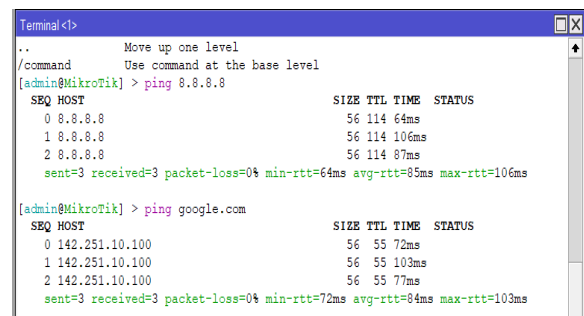 Terminal <1>
.. Move up one level
/command Use command at the base level
[admin@MikroTik] > ping 8.8.8.8
SEQ HOST SIZE TTL TIME STATUS
0 8.8.8.8 56 114 64ms
1 8.8.8.8 56 114 106ms
2 8.8.8.8 56 114 87ms
sent=3 received=3 packet-loss=0% min-rtt=64ms avg-rtt=85ms max-rtt=106ms
[admin@MikroTik] > ping google.com
SEQ HOST SIZE TTL TIME STATUS
0 142.251.10.100 56 55 72ms
1 142.251.10.100 56 55 103ms
2 142.251.10.100 56 55 77ms
sent=3 received=3 packet-loss=0% min-rtt=72ms avg-rtt=84ms max-rtt=103ms